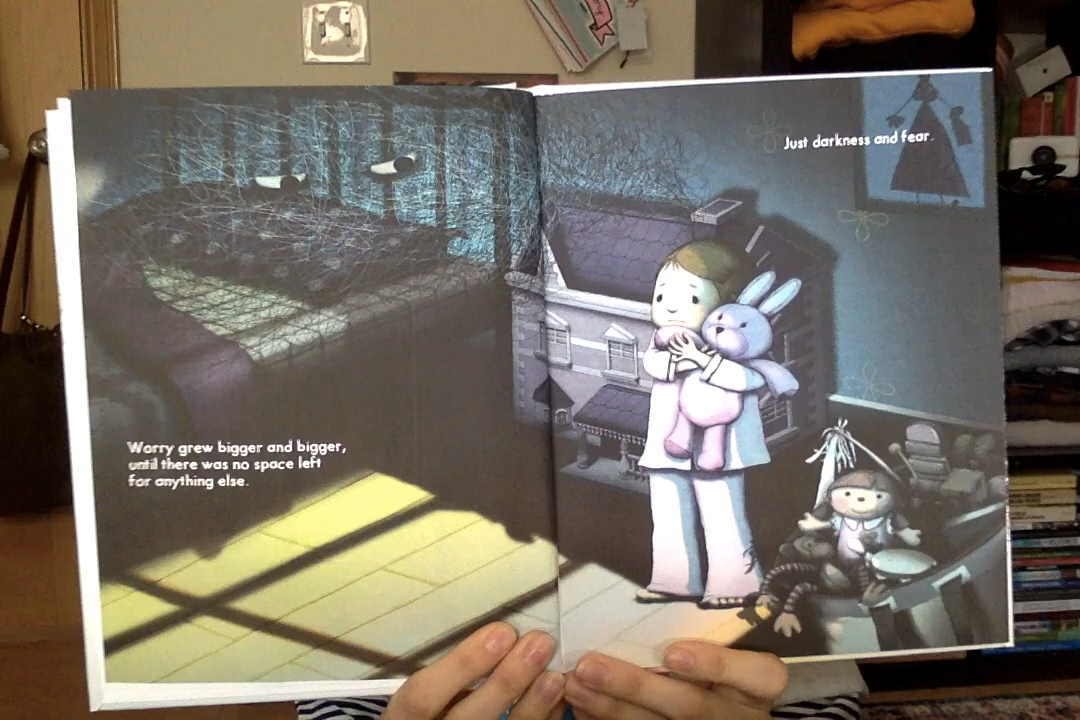 Worry grew bigger and bigger,
until there was no space left
for anything else.
Just darkness and fear.